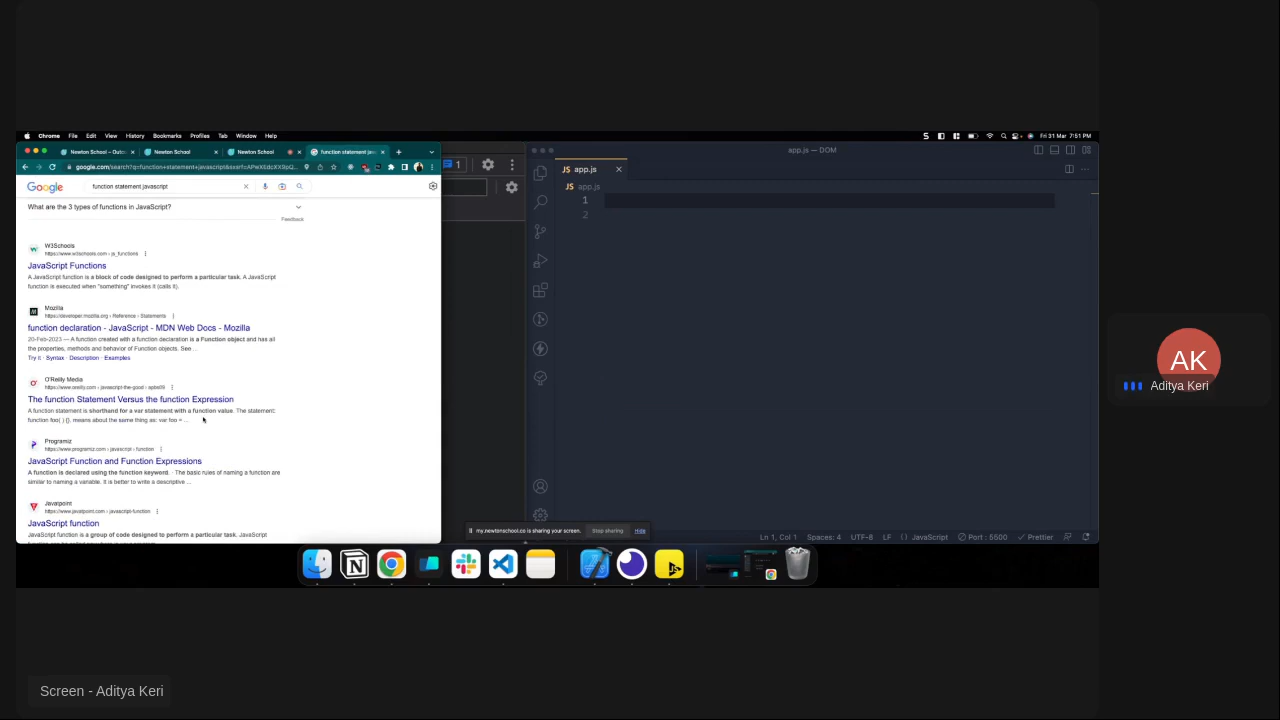 Chrome File Edit View History Bookmarks Profiles Tab Window Help
Fri 31 Mar 7:51 PM
Newton School – Outco
Newton School
Newton School
function statement java
google.com/search?q=function+statement+javascript
1
app.js — DOM
Google
function statement javascript
What are the 3 types of functions in JavaScript?
Feedback
W3Schools
https://www.w3schools.com › js_functions
JavaScript Functions
A JavaScript function is a block of code designed to perform a particular task. A JavaScript
function is executed when "something" invokes it (calls it).
Mozilla
https://developer.mozilla.org › Reference › Statements
function declaration - JavaScript - MDN Web Docs - Mozilla
20-Feb-2023 — A function created with a function declaration is a Function object and has all
the properties, methods and behavior of Function objects. See ...
Try it · Syntax · Description · Examples
O'Reilly Media
The function Statement Versus the function Expression
A function statement is shorthand for a var statement with a function value. The statement:
function foo( ) {}. means about the same thing as: var foo = ...
Programiz
https://www.programiz.com › javascript › function
JavaScript Function and Function Expressions
A function is declared using the function keyword. · The basic rules of naming a function are
similar to naming a variable. It is better to write a descriptive ...
Javatpoint
https://www.javatpoint.com › javascript-function
JavaScript function
JavaScript function is a group of code designed to perform a particular task. JavaScript
JS app.js
JS app.js
1
2
my.newtonschool.co is sharing your screen. Stop sharing Hide
Ln 1, Col 1 Spaces: 4 UTF-8 LF JavaScript Port : 5500 Prettier
AK
Aditya Keri
Screen - Aditya Keri